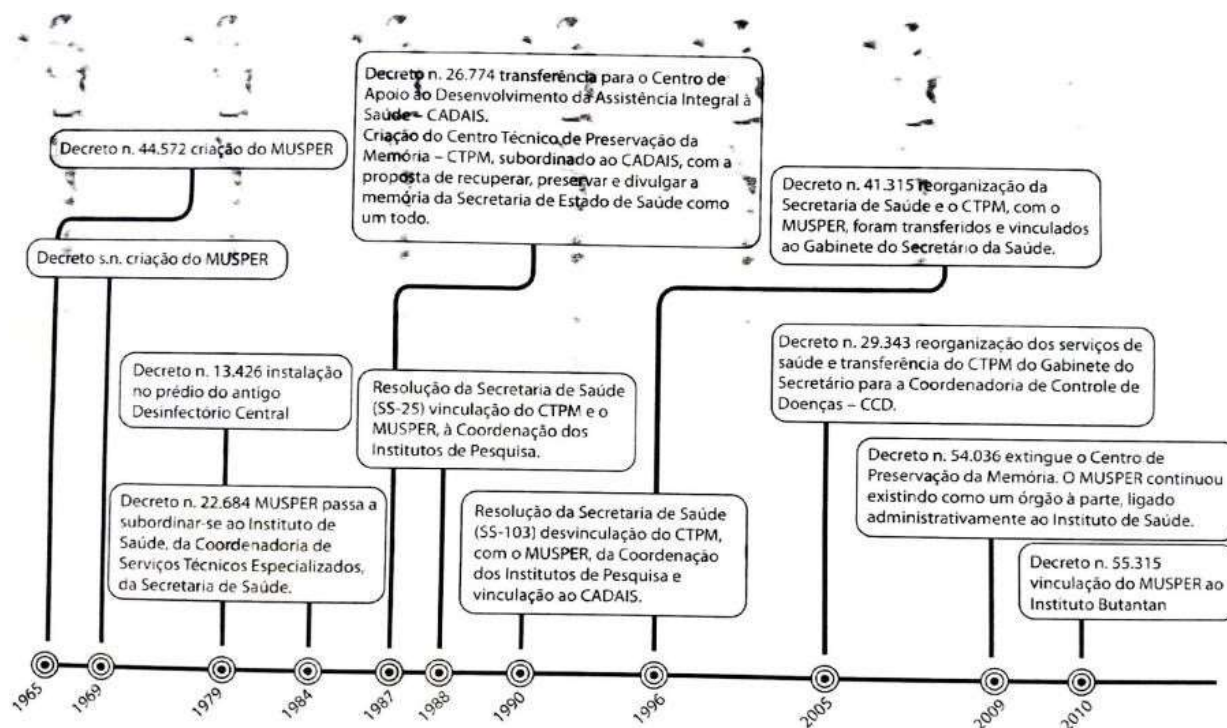 Decreto n. 44.572 criação do MUSPER
Decreto s.n. criação do MUSPER
Decreto n. 13.426 instalação
no prédio do antigo
Desinfectório Central
Decreto n. 22.684 MUSPER passa a
subordinar-se ao Instituto de
Saúde, da Coordenadoria de
Serviços Técnicos Especializados,
da Secretaria de Saúde.
Decreto n. 26.774 transferência para o Centro de
Apoio ao Desenvolvimento da Assistência Integral à
Saúde – CADAIS.
Criação do Centro Técnico de Preservação da
Memória – CTPM, subordinado ao CADAIS, com a
proposta de recuperar, preservar e divulgar a
memória da Secretaria de Estado de Saúde como
um todo.
Resolução da Secretaria de Saúde
(SS-25) vinculação do CTPM e o
MUSPER, à Coordenação dos
Institutos de Pesquisa.
Resolução da Secretaria de Saúde
(SS-103) desvinculação do CTPM,
com o MUSPER, da Coordenação
dos Institutos de Pesquisa e
vinculação ao CADAIS.
Decreto n. 41.315 reorganização da
Secretaria de Saúde e o CTPM, com o
MUSPER, foram transferidos e vinculados
ao Gabinete do Secretário da Saúde.
Decreto n. 29.343 reorganização dos serviços de
saúde e transferência do CTPM do Gabinete do
Secretário para a Coordenadoria de Controle de
Doenças – CCD.
Decreto n. 54.036 extingue o Centro de
Preservação da Memória. O MUSPER continuou
existindo como um órgão à parte, ligado
administrativamente ao Instituto de Saúde.
Decreto n. 55.315
vinculação do MUSPER ao
Instituto Butantan
1965
1969
1979
1984
1987
1988
1990
1996
2005
2009
2010